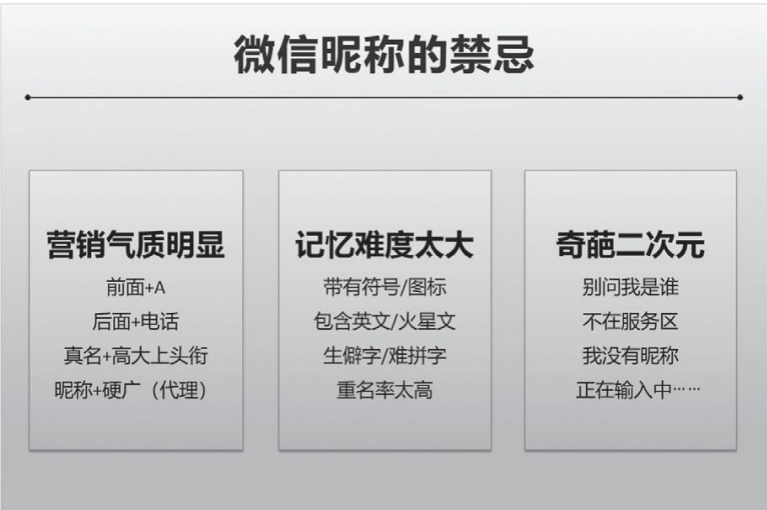 微信昵称的禁忌
营销气质明显
前面+A
后面+电话
真名+高大上头衔
昵称+硬广（代理）
记忆难度太大
带有符号/图标
包含英文/火星文
生僻字/难拼字
重名率太高
奇葩二次元
别问我是谁
不在服务区
我没有昵称
正在输入中……